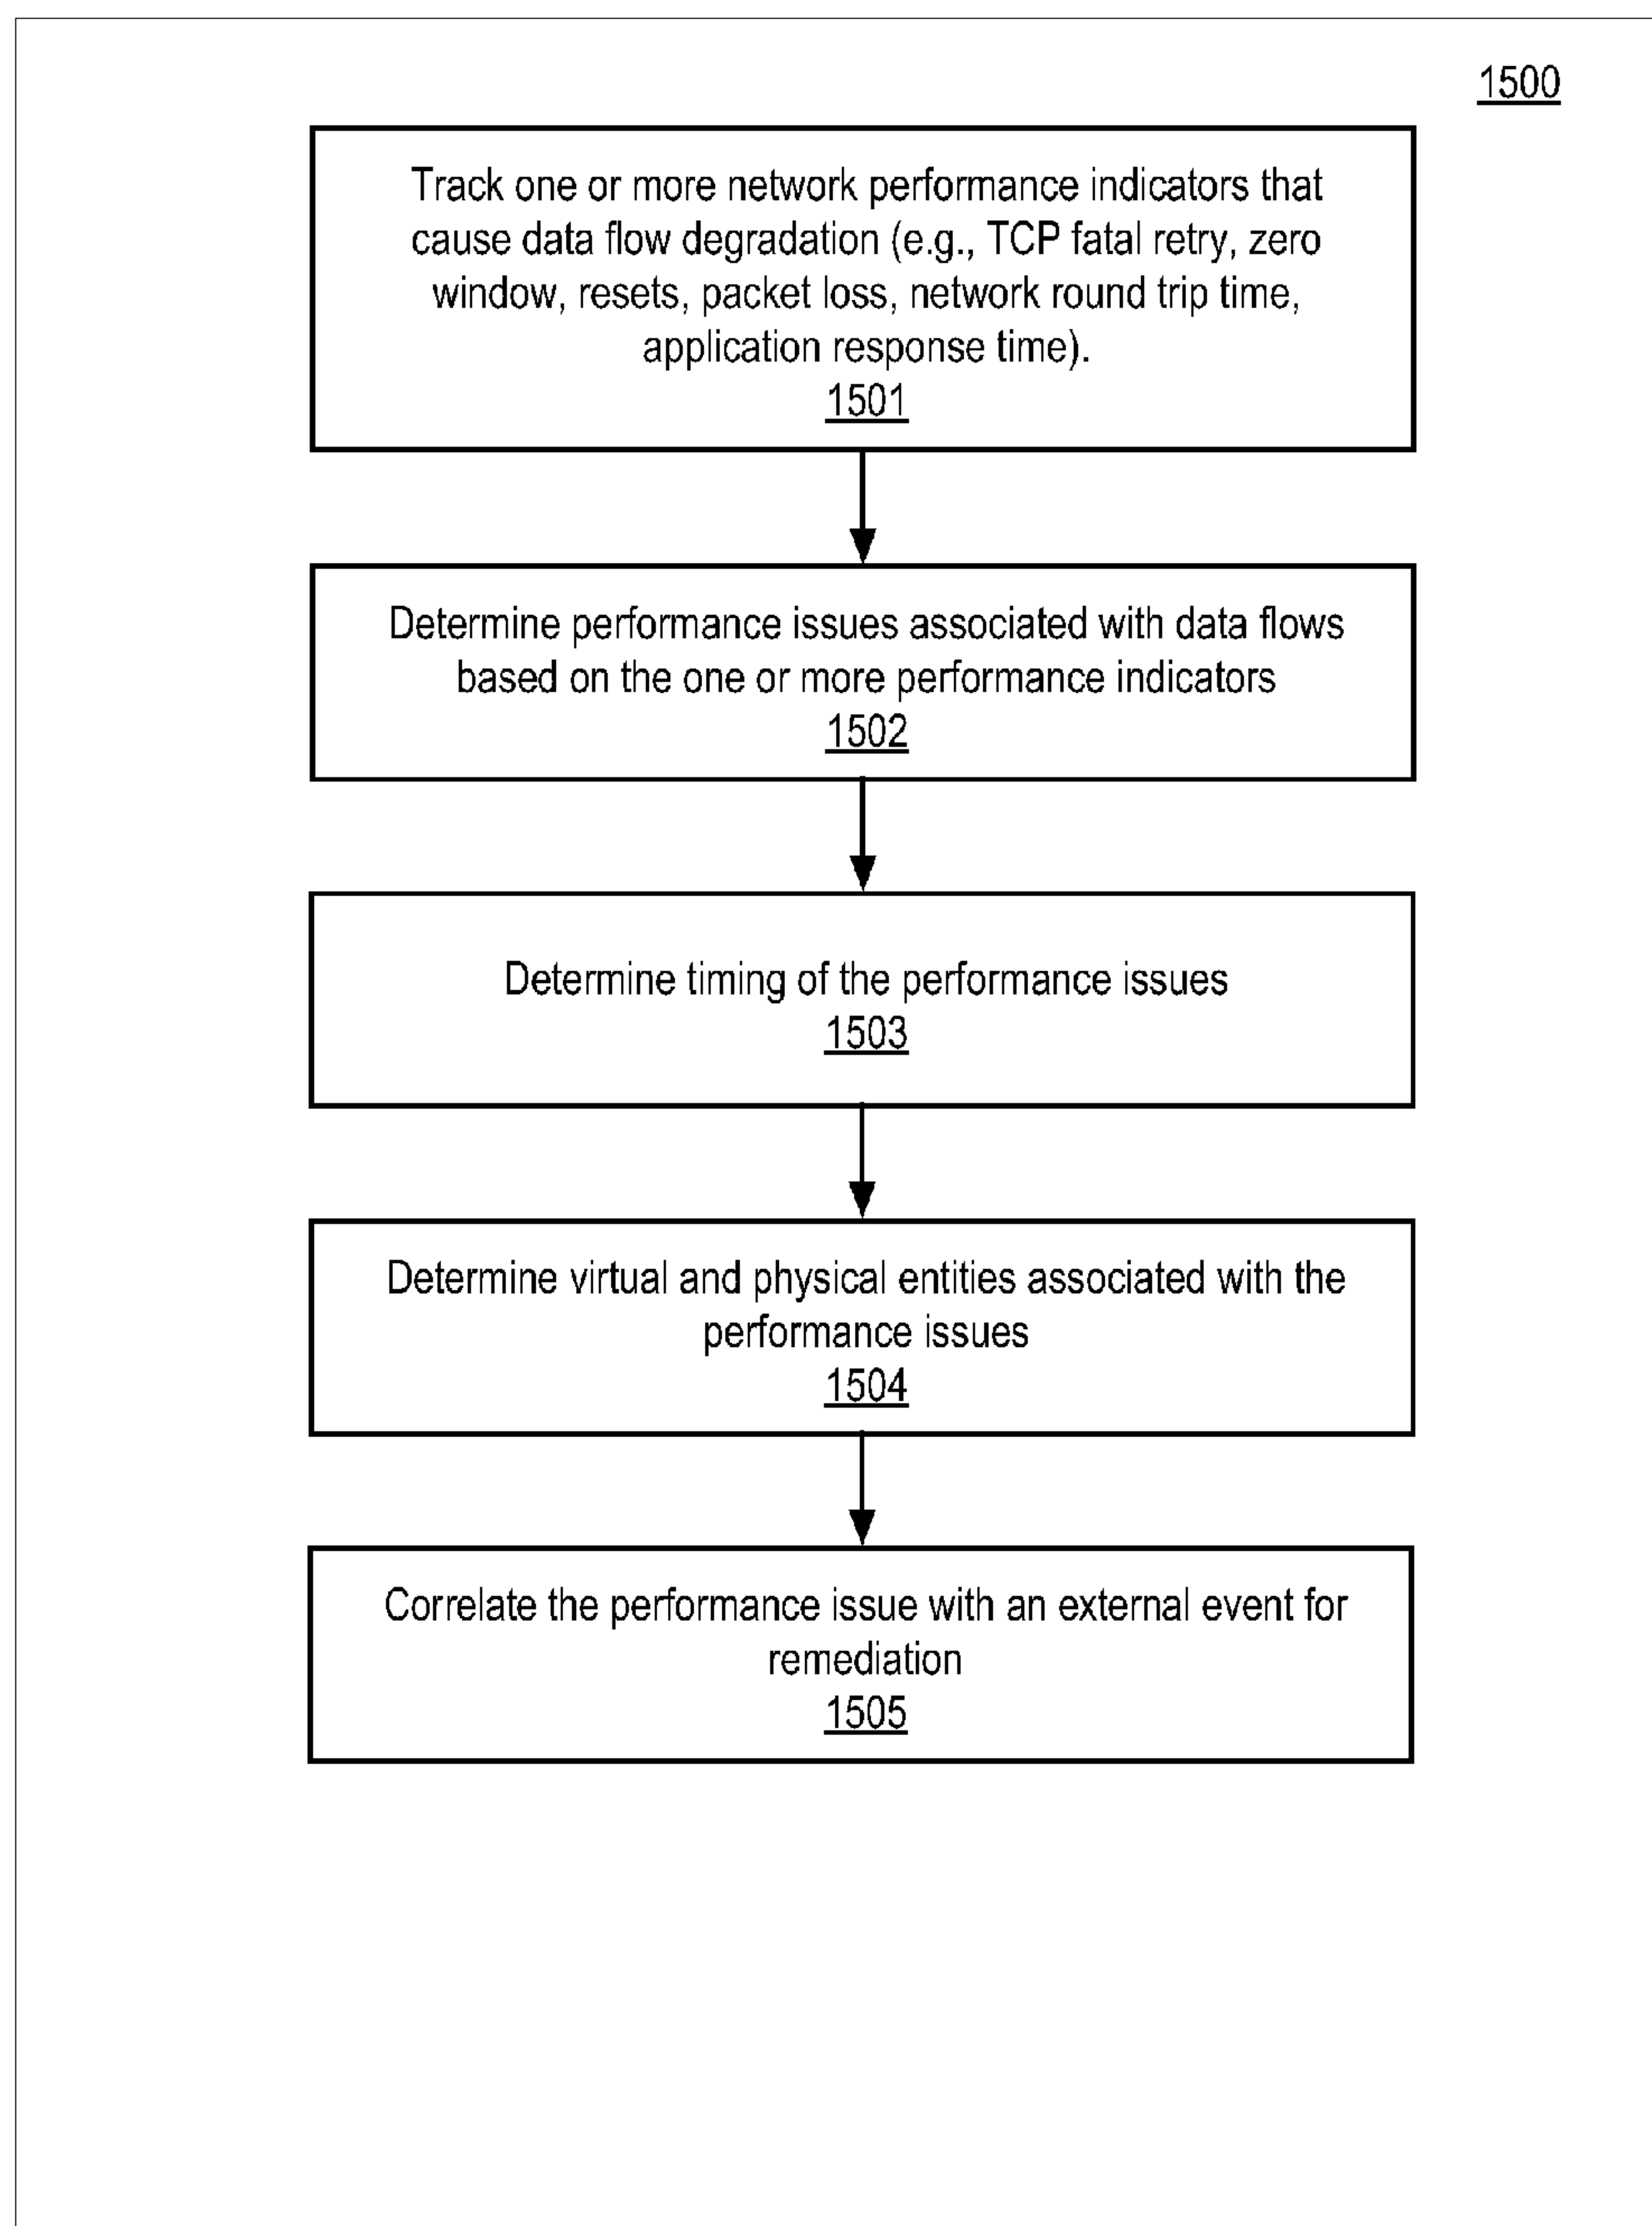 1500
Track one or more network performance indicators that
cause data flow degradation (e.g., TCP fatal retry, zero
window, resets, packet loss, network round trip time,
application response time).
1501
Determine performance issues associated with data flows
based on the one or more performance indicators
1502
Determine timing of the performance issues
1503
Determine virtual and physical entities associated with the
performance issues
1504
Correlate the performance issue with an external event for
remediation
1505